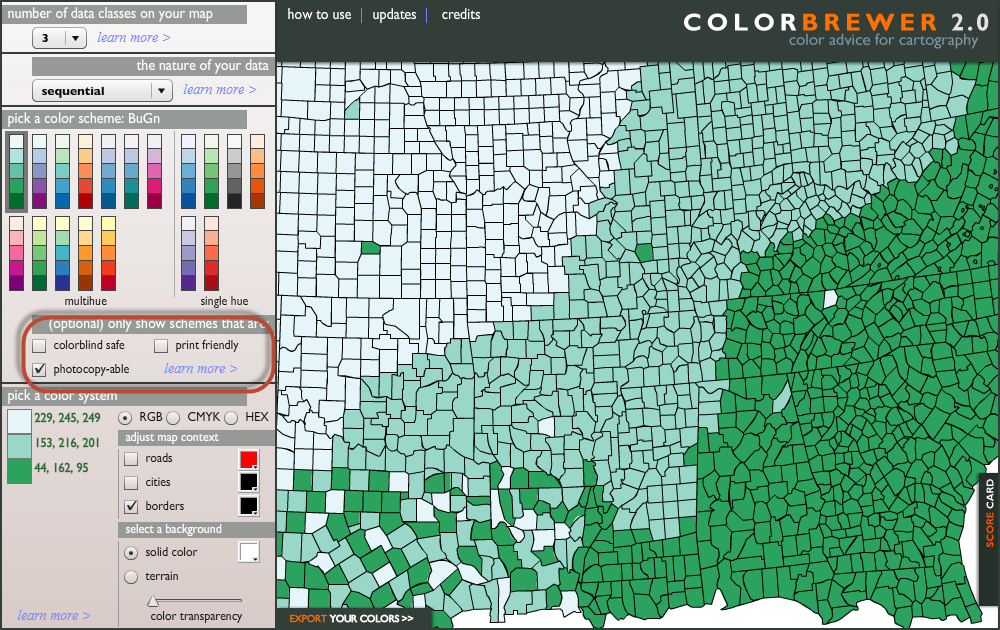 number of data classes on your map
3
learn more >
how to use
updates
credits
COLORBREWER 2.0
color advice for cartography
the nature of your data
sequential
learn more >
pick a color scheme: BuGn
multihue
single hue
(optional) only show schemes that are:
colorblind safe
print friendly
photocopy-able
learn more >
pick a color system
229, 245, 249
RGB
CMYK
HEX
153, 216, 201
adjust map context
44, 162, 95
roads
cities
borders
select a background
solid color
terrain
learn more >
color transparency
EXPORT YOUR COLORS >>
SCORE CARD